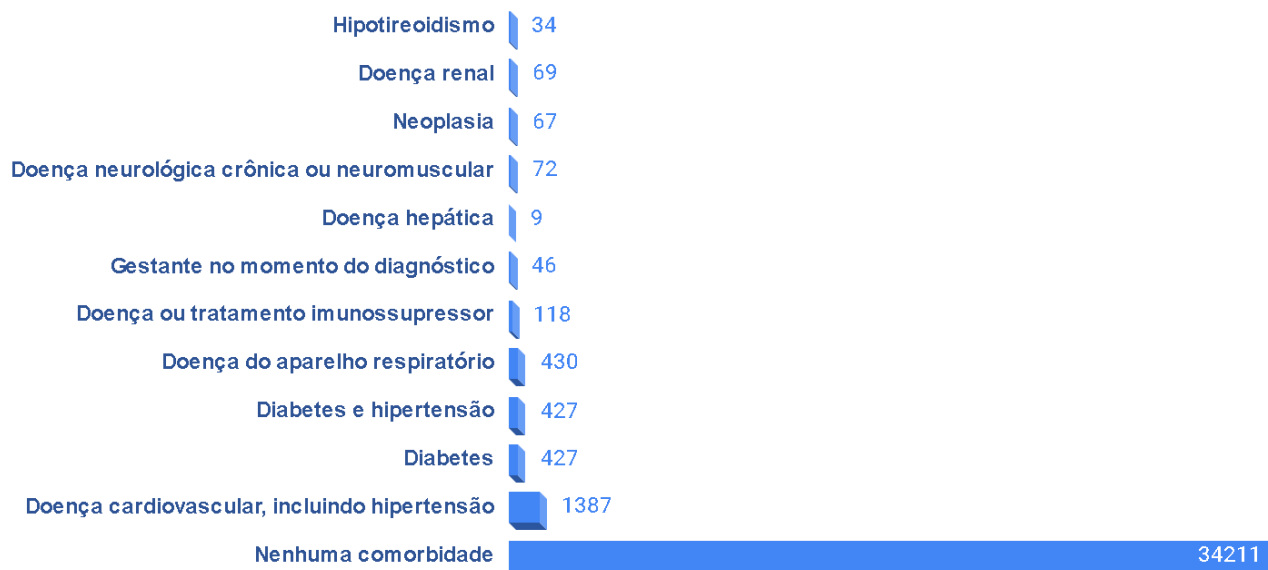 Hipotireoidismo 34
Doença renal 69
Neoplasia 67
Doença neurológica crônica ou neuromuscular 72
Doença hepática 9
Gestante no momento do diagnóstico 46
Doença ou tratamento imunossupressor 118
Doença do aparelho respiratório 430
Diabetes e hipertensão 427
Diabetes 427
Doença cardiovascular, incluindo hipertensão 1387
Nenhuma comorbidade 34211